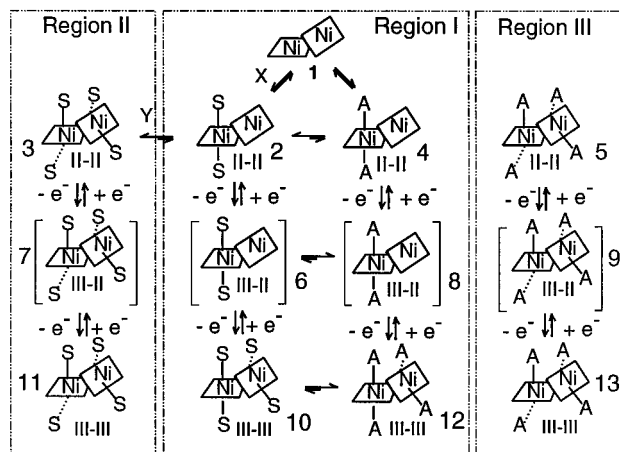 Region II
Region I
Region III
Ni Ni
X 1
S S Ni Ni S S 3 II-II
Y
S Ni Ni S II-II 2
A Ni Ni A II-II 4
A A Ni Ni A A II-II 5
- e⁻ + e⁻
- e⁻ + e⁻
- e⁻ + e⁻
- e⁻ + e⁻
7 S S Ni Ni S S III-II
S Ni Ni S III-II 6
A Ni Ni A III-II 8
A A Ni Ni A A III-II 9
- e⁻ + e⁻
- e⁻ + e⁻
- e⁻ + e⁻
- e⁻ + e⁻
11 S S Ni Ni S S III-III
S S Ni Ni S S III-III 10
A A Ni Ni A A III-III 12
A A Ni Ni A A III-III 13